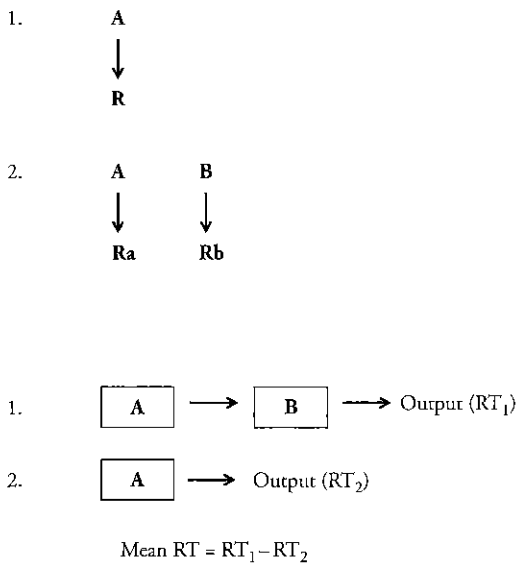 1. A
R
2. A B
Ra Rb
1. A B Output (RT₁)
2. A Output (RT₂)
Mean RT = RT₁–RT₂